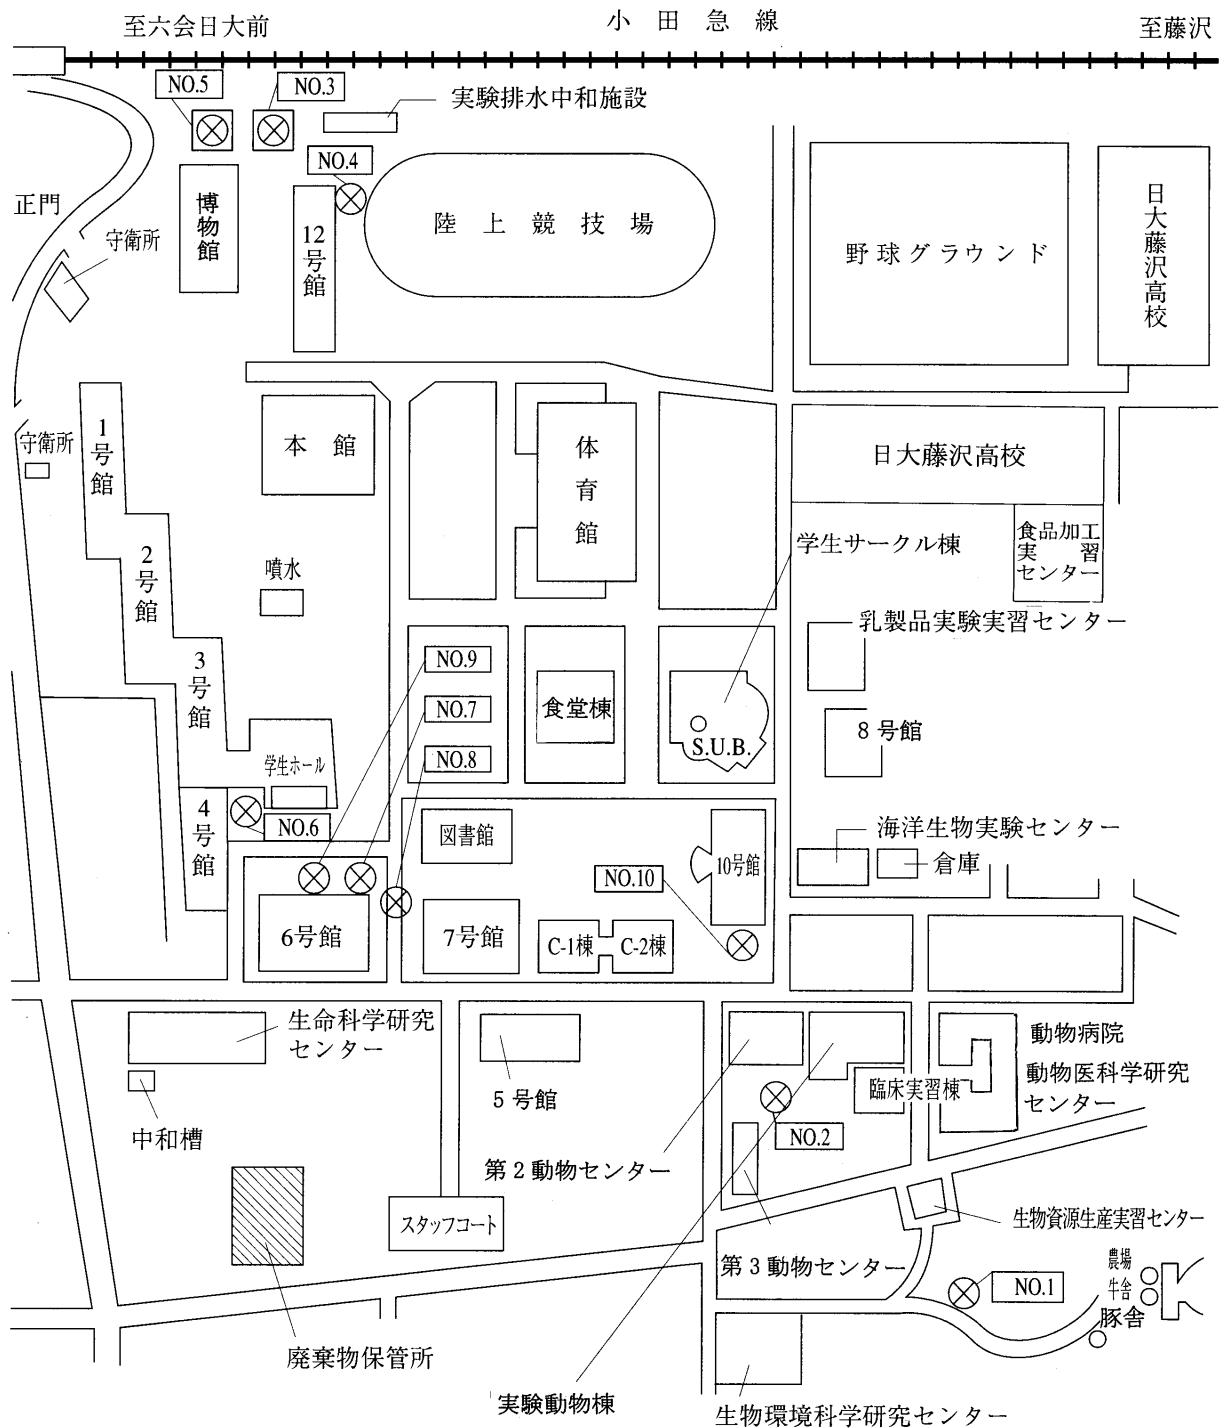 至六会日大前
小田急線
至藤沢
NO.5
NO.3
実験排水中和施設
NO.4
正門
守衛所
博物館
12号館
陸上競技場
野球グラウンド
日大藤沢高校
守衛所
1号館
本館
体育館
日大藤沢高校
食品加工
実習
センター
学生サークル棟
2号館
噴水
乳製品実験実習センター
3号館
NO.9
NO.7
NO.8
食堂棟
S.U.B.
8号館
学生ホール
4号館
NO.6
図書館
10号館
海洋生物実験センター
倉庫
NO.10
6号館
7号館
C-1棟
C-2棟
生命科学研究
センター
中和槽
5号館
動物病院
動物医科学研究
センター
臨床実習棟
NO.2
第2動物センター
スタッフコート
生物資源生産実習センター
第3動物センター
NO.1
農場
牛舎
豚舎
廃棄物保管所
実験動物棟
生物環境科学研究センター